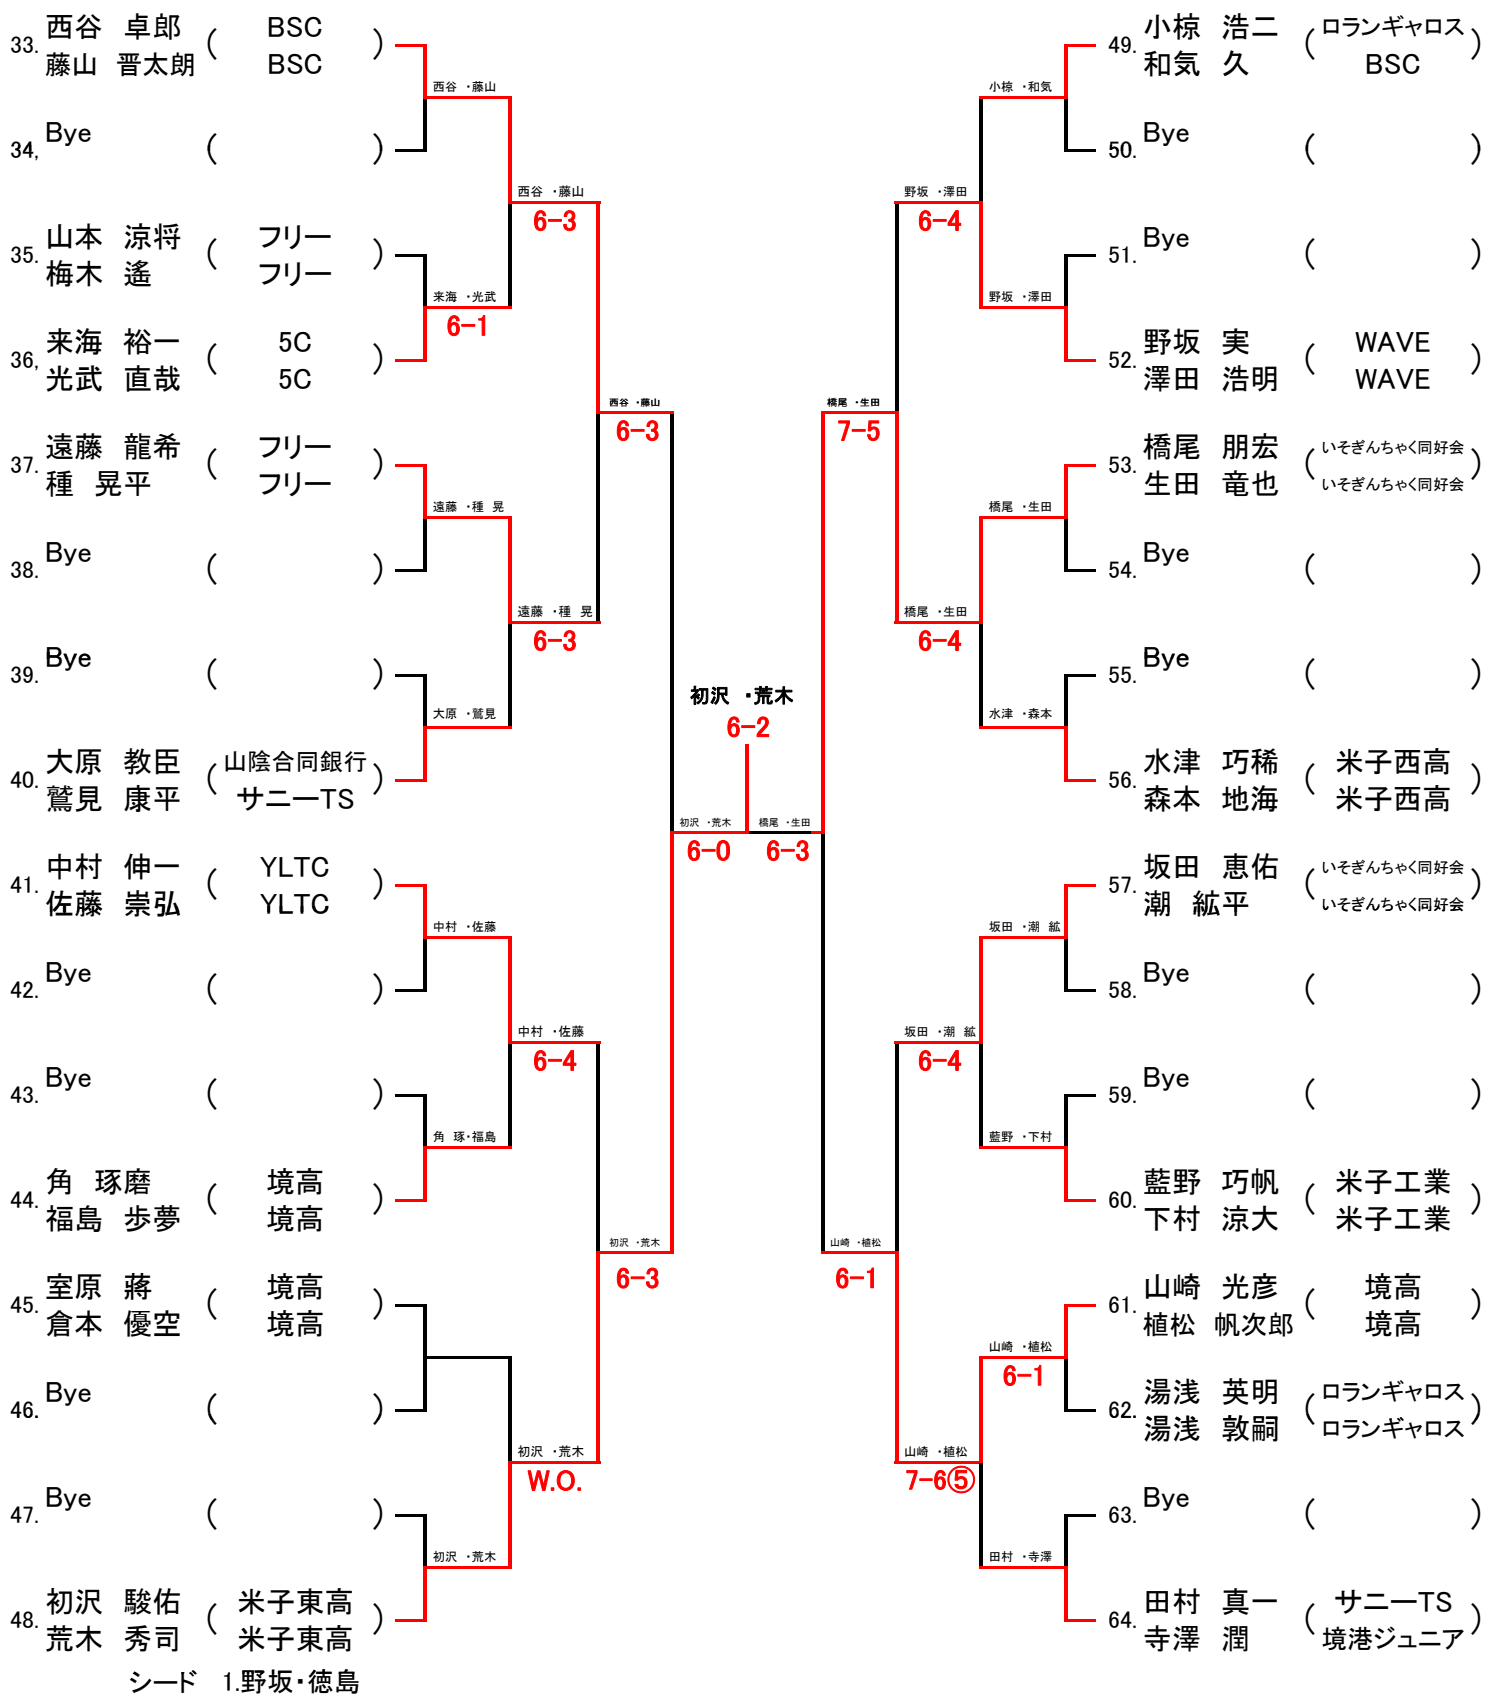 33. 西谷 卓郎 ( BSC )
藤山 晋太朗 BSC
西谷 ・藤山
34, Bye ( )
西谷 ・藤山
6-3
35. 山本 涼将 ( フリー )
梅木 遙 フリー
来海 ・光武
6-1
36, 来海 裕一 ( 5C )
光武 直哉 5C
西谷 ・藤山
6-3
37. 遠藤 龍希 ( フリー )
種 晃平 フリー
遠藤 ・種 晃
38. Bye ( )
遠藤 ・種 晃
6-3
39. Bye ( )
大原 ・鷲見
40. 大原 教臣 ( 山陰合同銀行 )
鷲見 康平 サニーTS
初沢 ・荒木
6-2
初沢 ・荒木
6-0
橋尾 ・生田
6-3
41. 中村 伸一 ( YLTC )
佐藤 崇弘 YLTC
中村 ・佐藤
42. Bye ( )
中村 ・佐藤
6-4
43. Bye ( )
角 琢・福島
44. 角 琢磨 ( 境高 )
福島 歩夢 境高
初沢 ・荒木
6-3
45. 室原 蔣 ( 境高 )
倉本 優空 境高
46. Bye ( )
初沢 ・荒木
W.O.
47. Bye ( )
初沢 ・荒木
48. 初沢 駿佑 ( 米子東高 )
荒木 秀司 米子東高
シード 1.野坂・徳島
49. 小椋 浩二 ( ロランギャロス )
和気 久 BSC
小椋 ・和気
50. Bye ( )
野坂 ・澤田
6-4
51. Bye ( )
野坂 ・澤田
52. 野坂 実 ( WAVE )
澤田 浩明 WAVE
橋尾 ・生田
7-5
53. 橋尾 朋宏 ( いそぎんちゃく同好会 )
生田 竜也 いそぎんちゃく同好会
橋尾 ・生田
54. Bye ( )
橋尾 ・生田
6-4
55. Bye ( )
水津 ・森本
56. 水津 巧稀 ( 米子西高 )
森本 地海 米子西高
57. 坂田 恵佑 ( いそぎんちゃく同好会 )
潮 紘平 いそぎんちゃく同好会
坂田 ・潮 紘
58. Bye ( )
坂田 ・潮 紘
6-4
59. Bye ( )
藍野 ・下村
60. 藍野 巧帆 ( 米子工業 )
下村 涼大 米子工業
山崎 ・植松
6-1
61. 山崎 光彦 ( 境高 )
植松 帆次郎 境高
山崎 ・植松
6-1
62. 湯浅 英明 ( ロランギャロス )
湯浅 敦嗣 ロランギャロス
山崎 ・植松
7-6⑤
63. Bye ( )
田村 ・寺澤
64. 田村 真一 ( サニーTS )
寺澤 潤 境港ジュニア